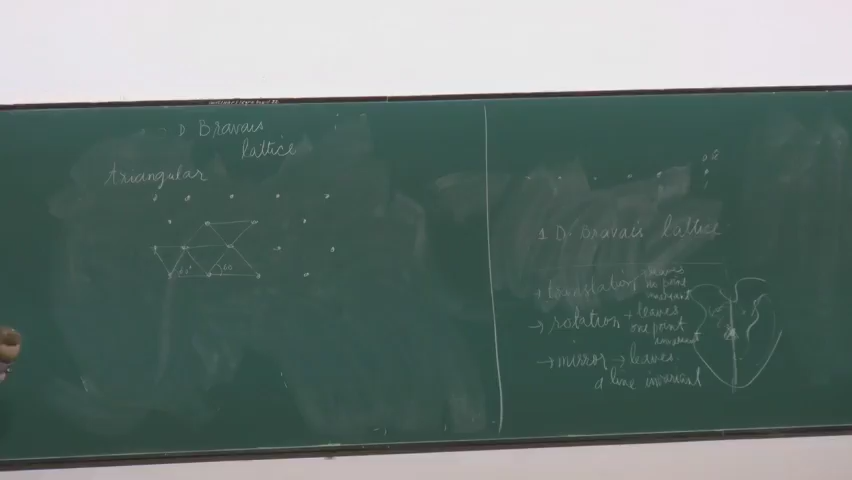 D Bravais
lattice
triangular
60°
60
1 D. Bravais lattice
→ translation leaves
no point
invariant
→ rotation → leaves
one point
invariant
→ mirror → leaves
a line invariant